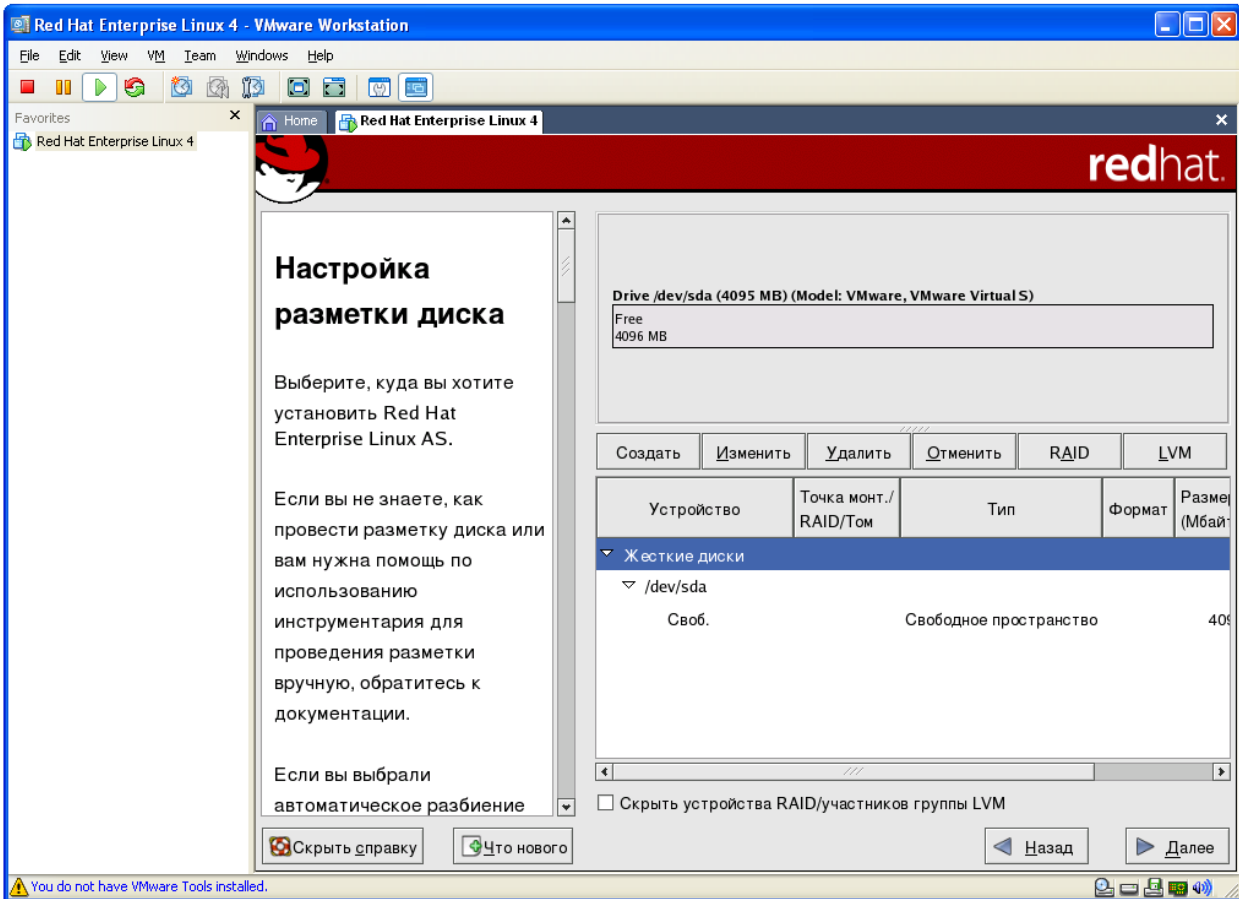 Red Hat Enterprise Linux 4 - VMware Workstation
File Edit View VM Team Windows Help
Favorites
Red Hat Enterprise Linux 4
Home
Red Hat Enterprise Linux 4
redhat.
Настройка
разметки диска
Выберите, куда вы хотите
установить Red Hat
Enterprise Linux AS.
Если вы не знаете, как
провести разметку диска или
вам нужна помощь по
использованию
инструментария для
проведения разметки
вручную, обратитесь к
документации.
Если вы выбрали
автоматическое разбиение
Drive /dev/sda (4095 MB) (Model: VMware, VMware Virtual S)
Free
4096 MB
Создать Изменить Удалить Отменить RAID LVM
Устройство
Точка монт./
RAID/Том
Тип
Формат
Размер
(Мбайт
Жесткие диски
/dev/sda
Своб. Свободное пространство 409
Скрыть устройства RAID/участников группы LVM
Скрыть справку Что нового Назад Далее
You do not have VMware Tools installed.